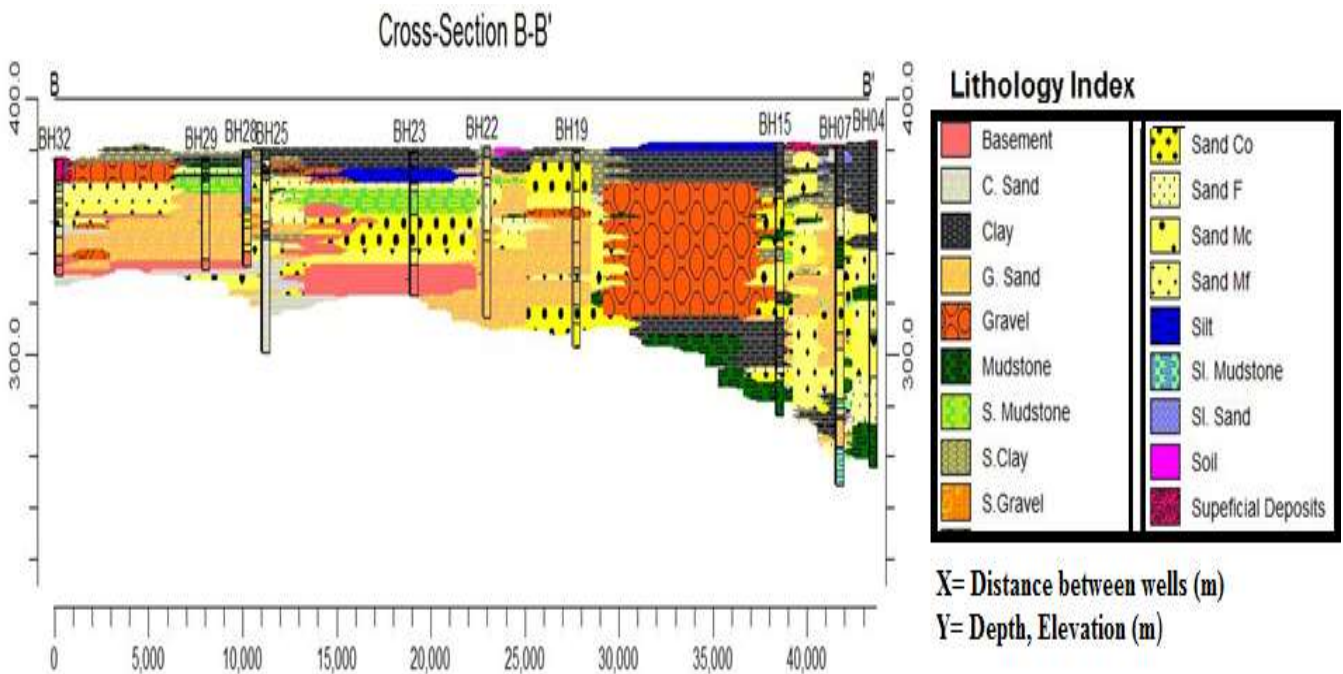 Cross-Section B-B'
B
B'
400.0
400.0
BH32
BH29
BH28
BH25
BH23
BH22
BH19
BH15
BH07
BH04
300.0
300.0
0
5,000
10,000
15,000
20,000
25,000
30,000
35,000
40,000
Lithology Index
Basement
C. Sand
Clay
G. Sand
Gravel
Mudstone
S. Mudstone
S.Clay
S.Gravel
Sand Co
Sand F
Sand Mc
Sand Mf
Silt
Sl. Mudstone
Sl. Sand
Soil
Supeficial Deposits
X= Distance between wells (m)
Y= Depth, Elevation (m)